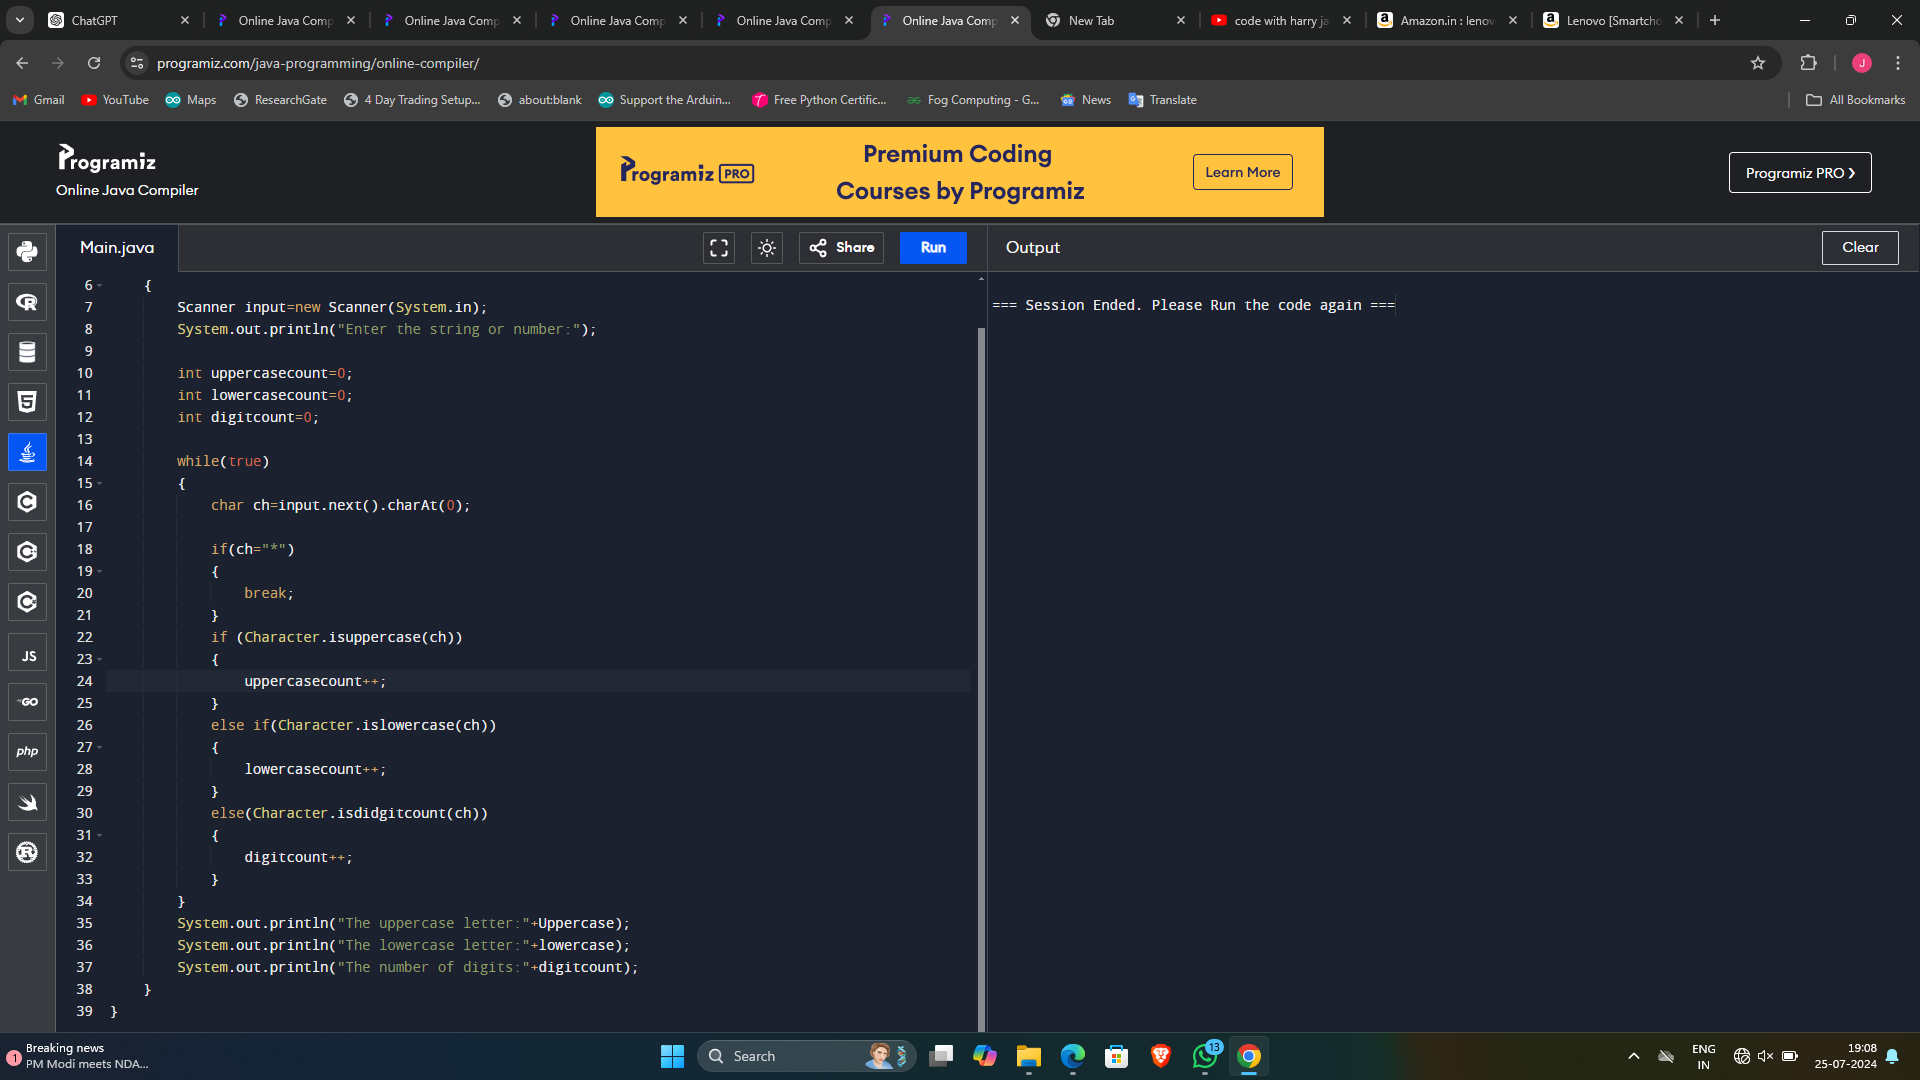 ChatGPT
Online Java Comp
Online Java Comp
Online Java Comp
Online Java Comp
Online Java Comp
New Tab
code with harry ja
Amazon.in : lenov
Lenovo [Smartcho
programiz.com/java-programming/online-compiler/
J
Gmail
YouTube
Maps
ResearchGate
4 Day Trading Setup...
about:blank
Support the Arduin...
Free Python Certific...
Fog Computing - G...
News
Translate
All Bookmarks
Programiz
Online Java Compiler
Programiz PRO
Premium Coding
Courses by Programiz
Learn More
Programiz PRO ❯
Main.java
Share
Run
Output
Clear
6 {
7 Scanner input=new Scanner(System.in);
8 System.out.println("Enter the string or number:");
9
10 int uppercasecount=0;
11 int lowercasecount=0;
12 int digitcount=0;
13
14 while(true)
15 {
16 char ch=input.next().charAt(0);
17
18 if(ch="*")
19 {
20 break;
21 }
22 if (Character.isuppercase(ch))
23 {
24 uppercasecount++;
25 }
26 else if(Character.islowercase(ch))
27 {
28 lowercasecount++;
29 }
30 else(Character.isdidgitcount(ch))
31 {
32 digitcount++;
33 }
34 }
35 System.out.println("The uppercase letter:"+Uppercase);
36 System.out.println("The lowercase letter:"+lowercase);
37 System.out.println("The number of digits:"+digitcount);
38 }
39 }
=== Session Ended. Please Run the code again ===
JS
GO
php
1
Breaking news
PM Modi meets NDA...
Search
13
ENG
IN
19:08
25-07-2024